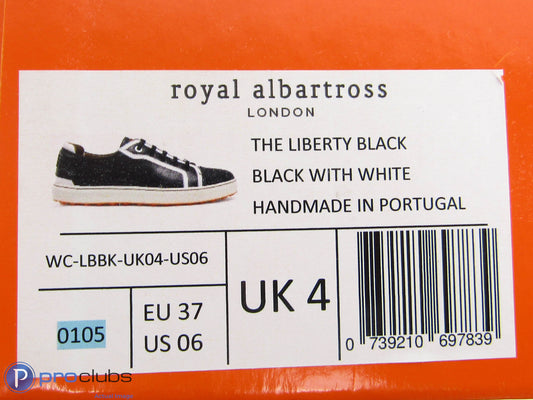 royal albartross
LONDON
THE LIBERTY BLACK
BLACK WITH WHITE
HANDMADE IN PORTUGAL
WC-LBBK-UK04-US06
0105
EU 37
US 06
UK 4
0 739210 697839
proclubs